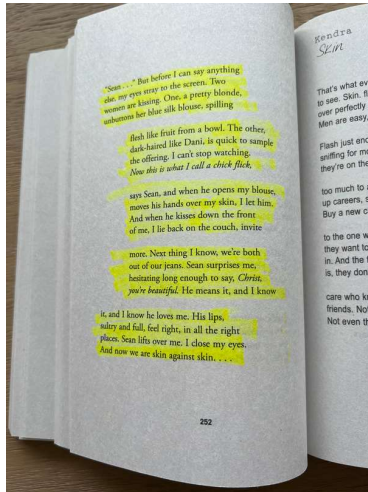 "Sean . . ." But before I can say anything
else, my eyes stray to the screen. Two
women are kissing. One, a pretty blonde,
unbuttons her blue silk blouse, spilling
flesh like fruit from a bowl. The other,
dark-haired like Dani, is quick to sample
the offering. I can't stop watching.
Now this is what I call a chick flick,
says Sean, and when he opens my blouse,
moves his hands over my skin, I let him.
And when he kisses down the front
of me, I lie back on the couch, invite
more. Next thing I know, we're both
out of our jeans. Sean surprises me,
hesitating long enough to say, Christ,
you're beautiful. He means it, and I know
it, and I know he loves me. His lips,
sultry and full, feel right, in all the right
places. Sean lifts over me. I close my eyes.
And now we are skin against skin. . . .
252
Kendra
Skin
That's what ev
to see. Skin. fl
over perfectly
Men are easy,
Flash just eno
sniffing for mo
they're on the
too much to a
up careers, s
Buy a new c
to the one w
they want to
in. And the f
is, they don
care who k
friends. No
Not even th